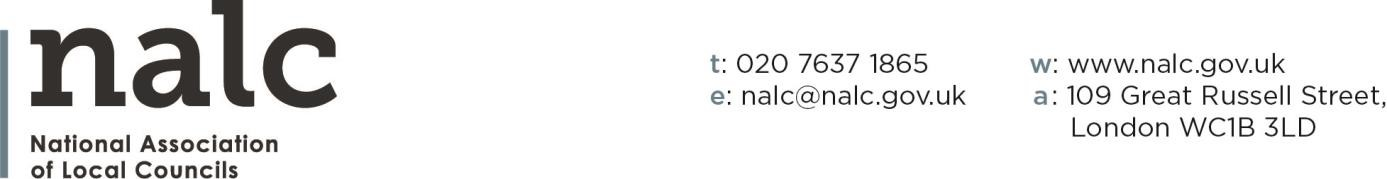 nalc
National Association
of Local Councils
t: 020 7637 1865
e: nalc@nalc.gov.uk
w: www.nalc.gov.uk
a: 109 Great Russell Street,
London WC1B 3LD